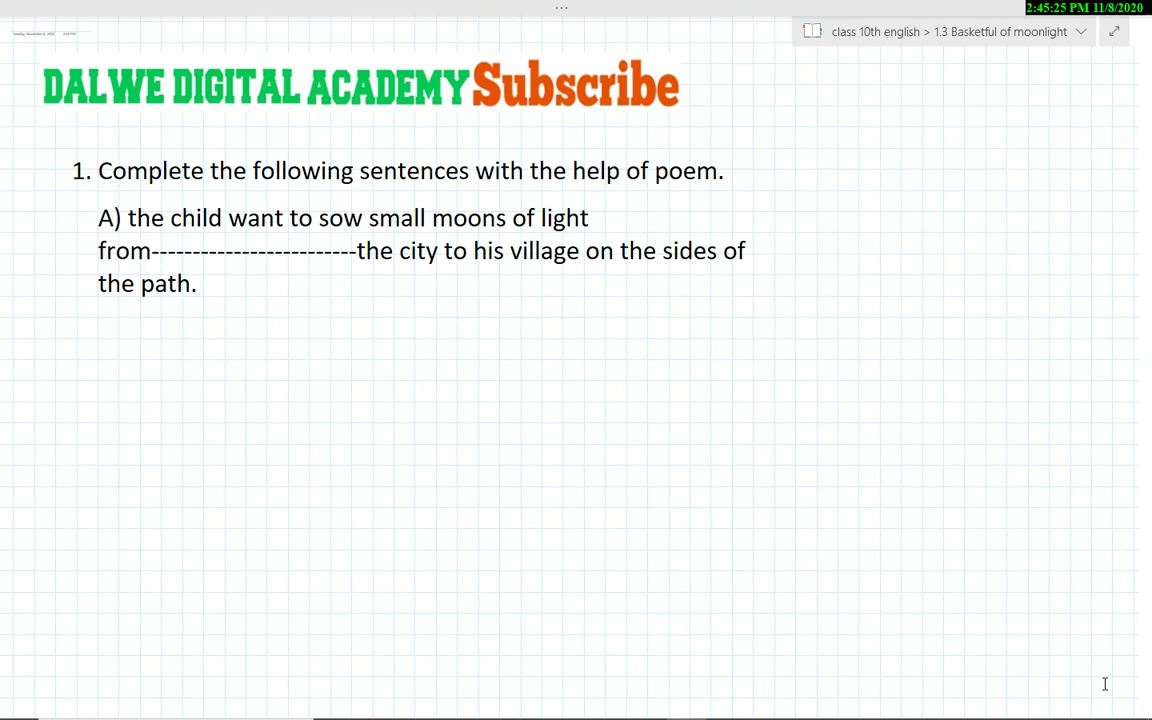 ...
2:45:25 PM 11/8/2020
class 10th english > 1.3 Basketful of moonlight
DALWE DIGITAL ACADEMY Subscribe
1. Complete the following sentences with the help of poem.
A) the child want to sow small moons of light
from-------------------------the city to his village on the sides of
the path.